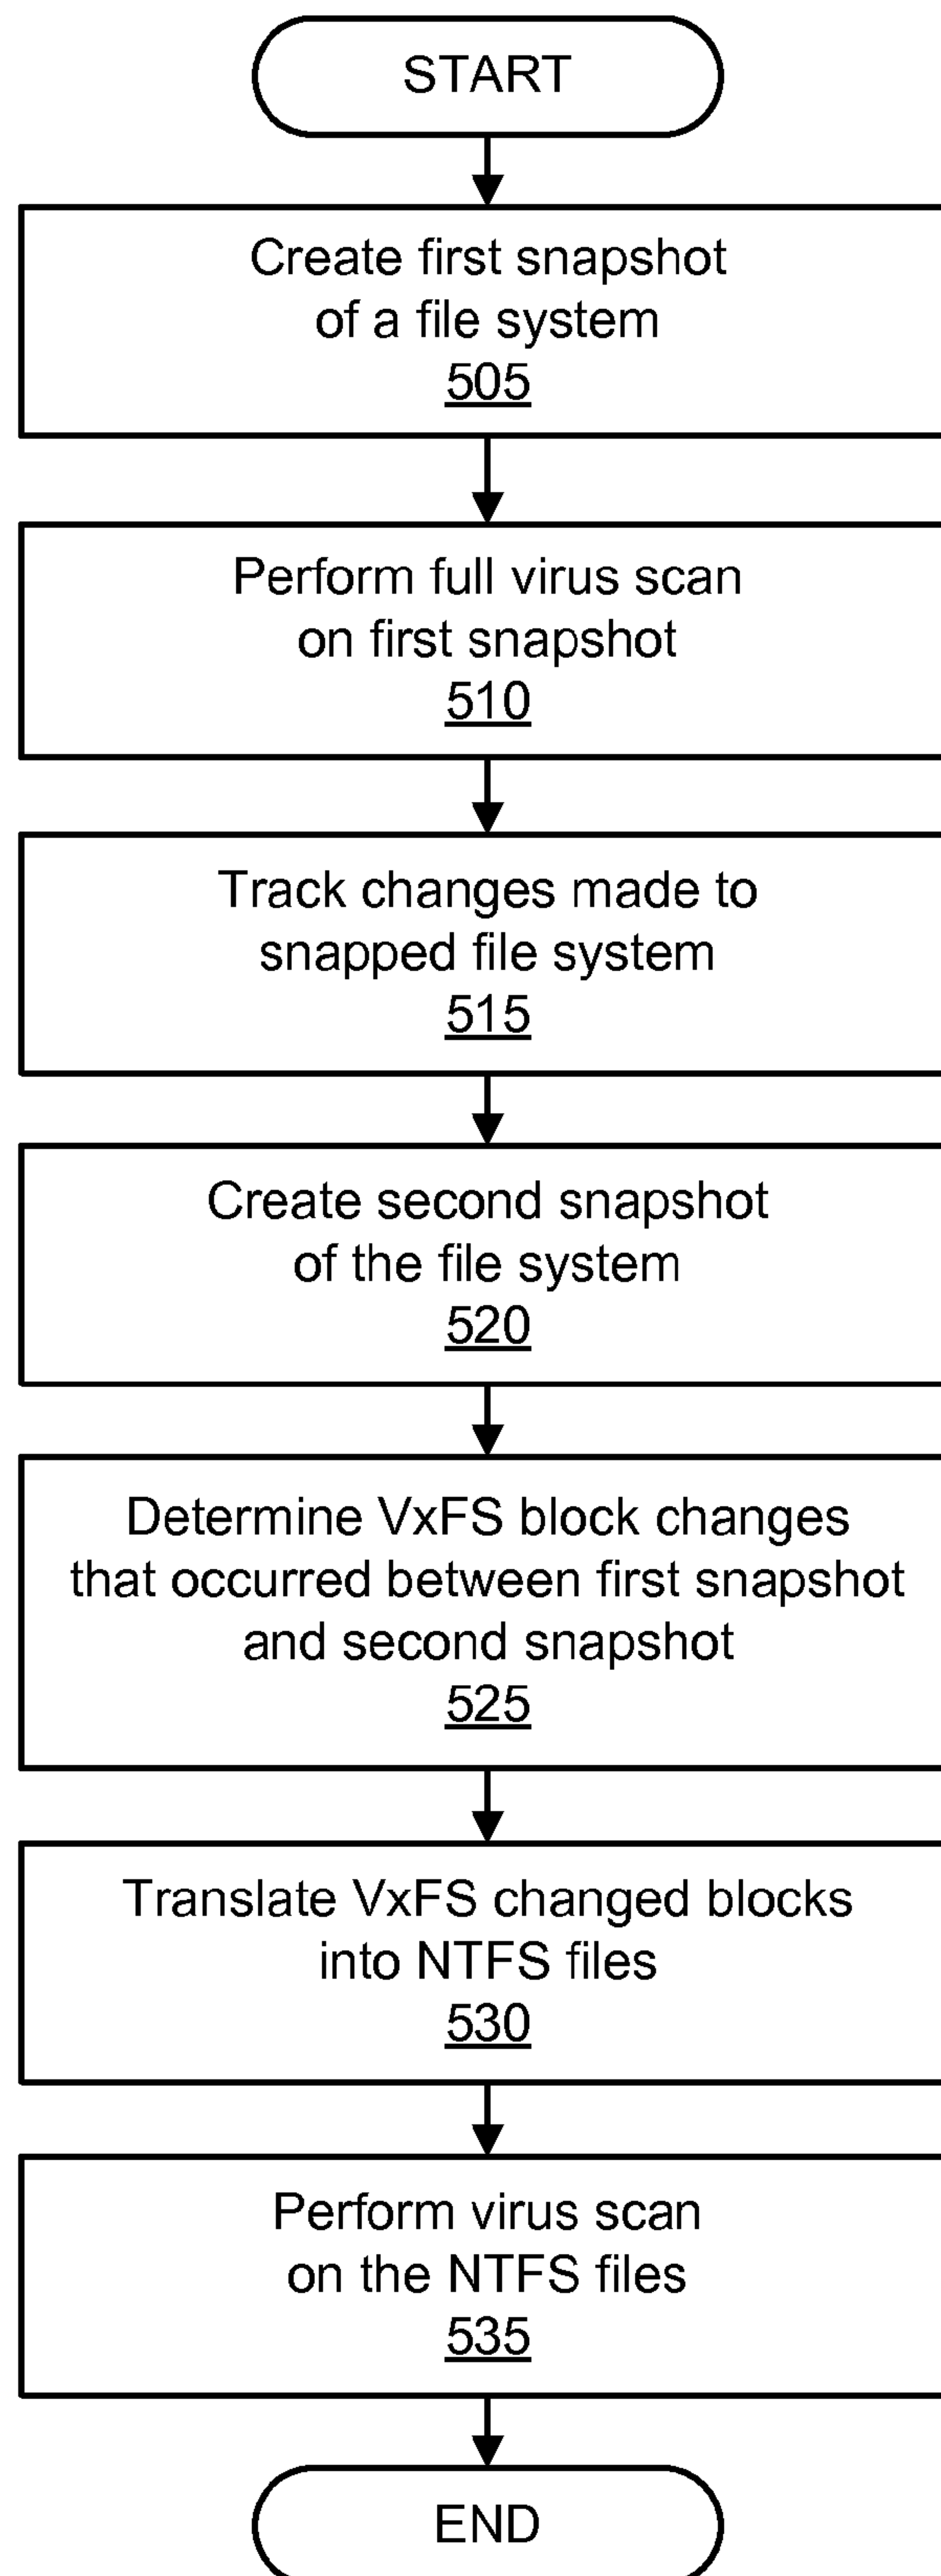 START
Create first snapshot
of a file system
505
Perform full virus scan
on first snapshot
510
Track changes made to
snapped file system
515
Create second snapshot
of the file system
520
Determine VxFS block changes
that occurred between first snapshot
and second snapshot
525
Translate VxFS changed blocks
into NTFS files
530
Perform virus scan
on the NTFS files
535
END